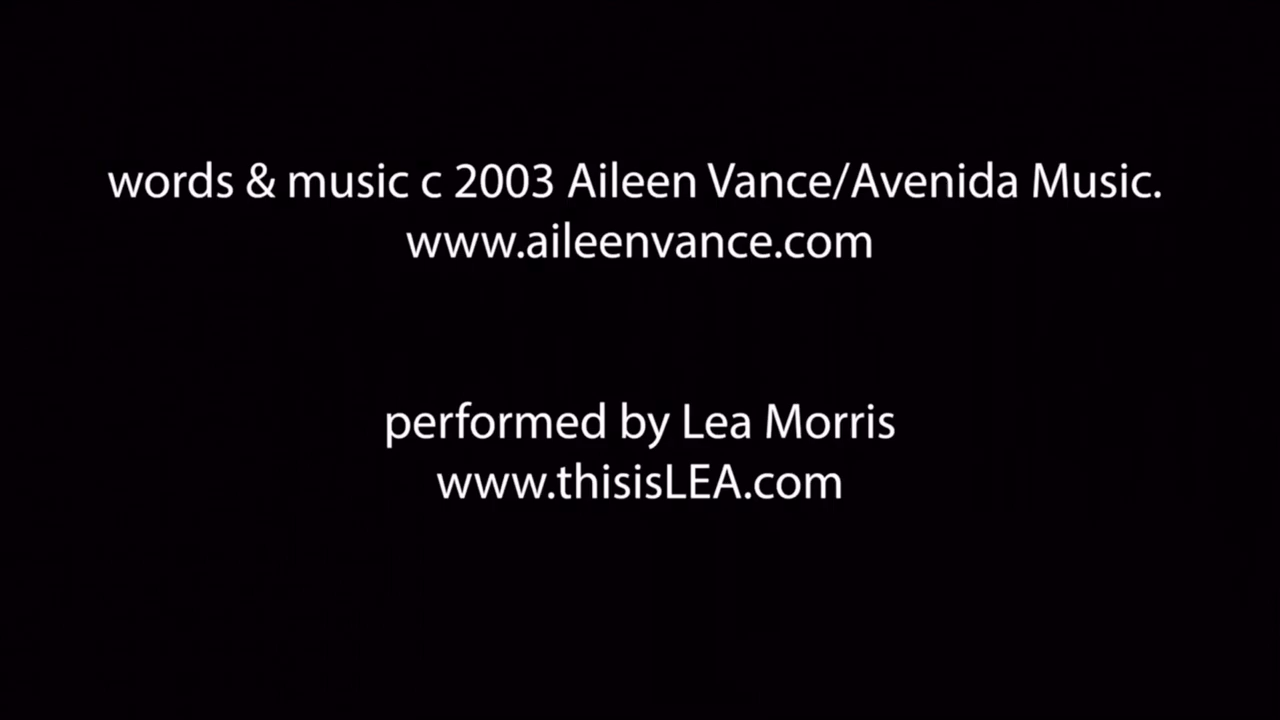 words & music c 2003 Aileen Vance/Avenida Music.
www.aileenvance.com
performed by Lea Morris
www.thisisLEA.com